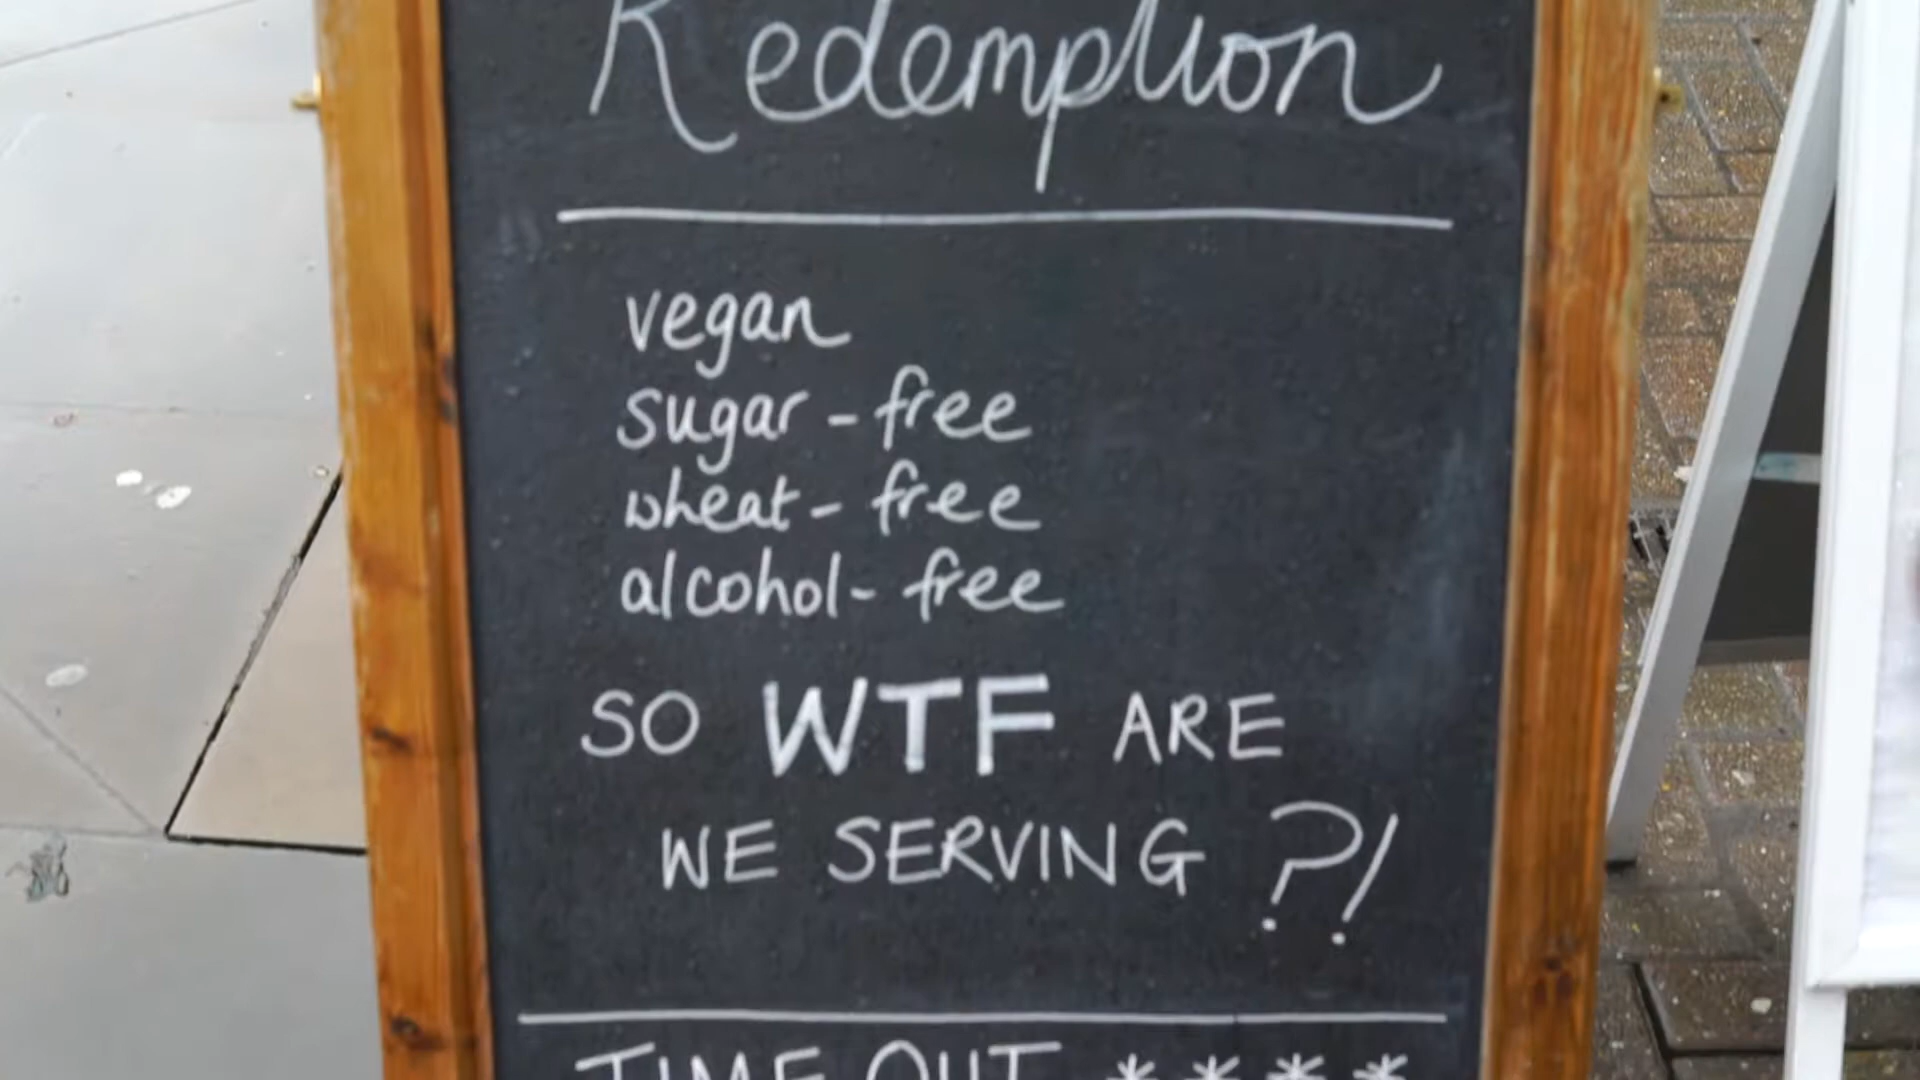 Redemption
vegan
sugar-free
wheat-free
alcohol-free
SO WTF ARE
WE SERVING ?!
TIME OUT ****